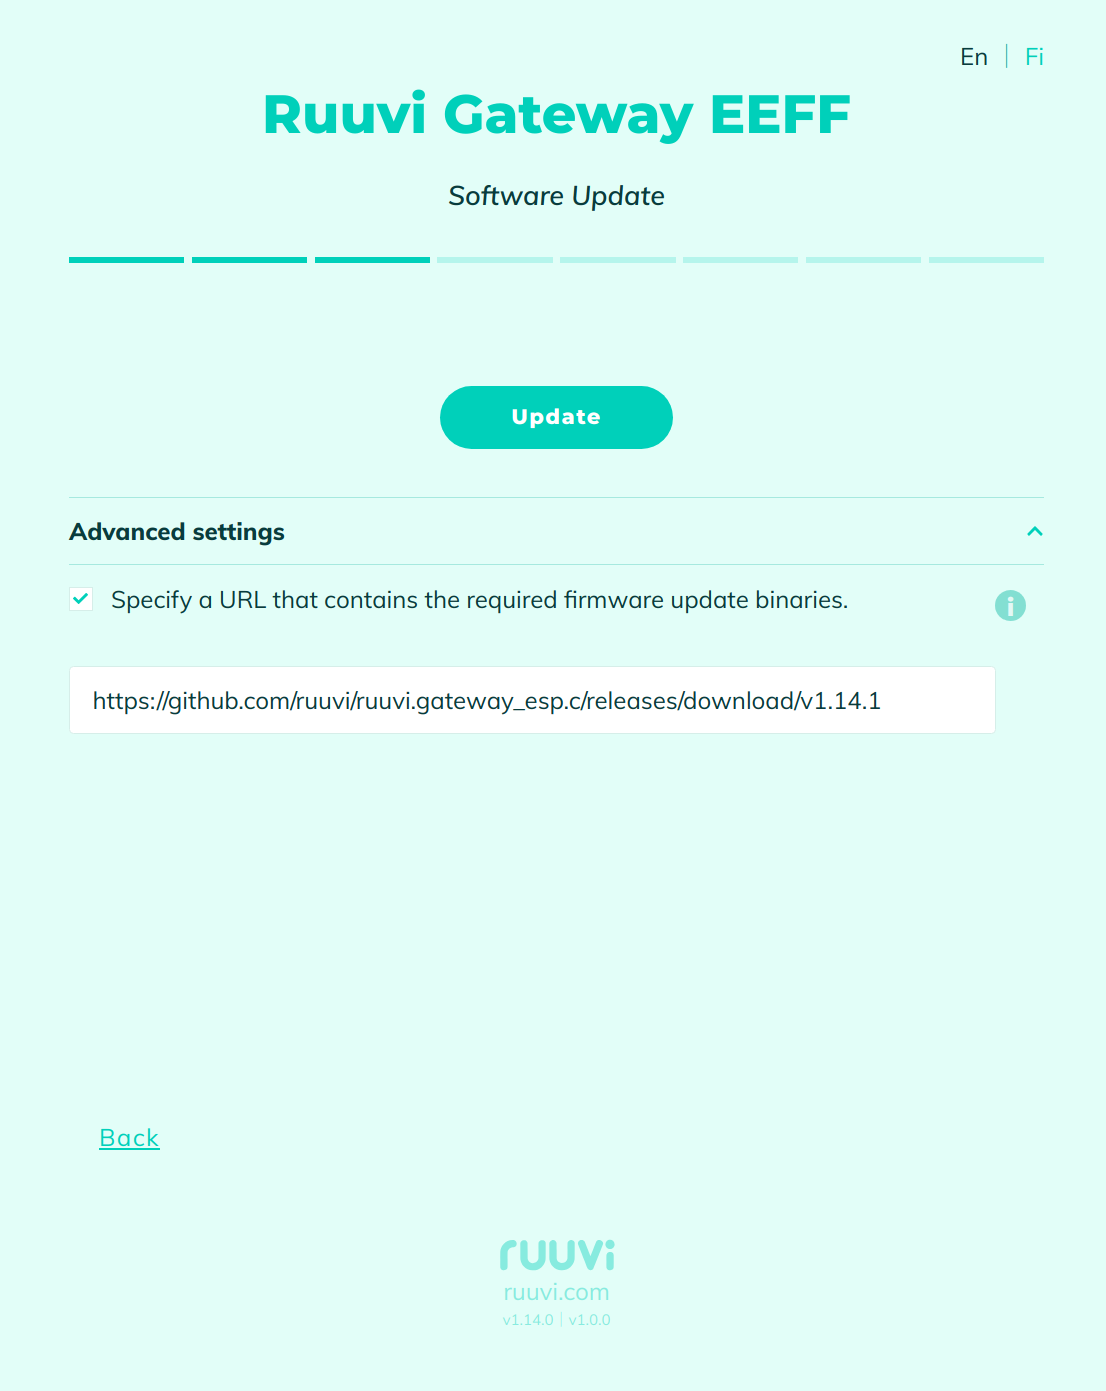 En | Fi
Ruuvi Gateway EEFF
Software Update
Update
Advanced settings
Specify a URL that contains the required firmware update binaries.
https://github.com/ruuvi/ruuvi.gateway_esp.c/releases/download/v1.14.1
Back
ruuvi
ruuvi.com
v1.14.0 | v1.0.0